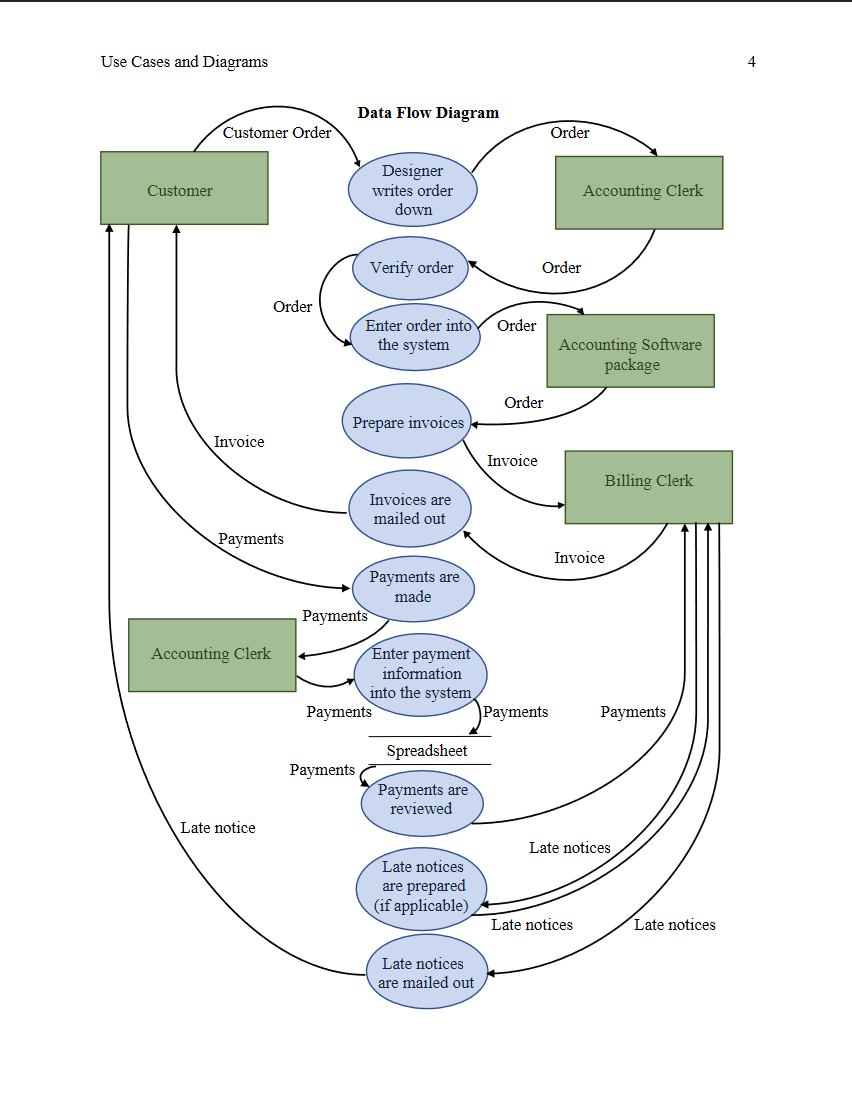 Use Cases and Diagrams
4
Data Flow Diagram
Customer Order
Order
Customer
Designer
writes order
down
Accounting Clerk
Verify order
Order
Order
Enter order into
the system
Order
Accounting Software
package
Order
Prepare invoices
Invoice
Invoice
Billing Clerk
Invoices are
mailed out
Payments
Invoice
Payments are
made
Payments
Accounting Clerk
Enter payment
information
into the system
Payments
Payments
Payments
Spreadsheet
Payments
Payments are
reviewed
Late notice
Late notices
Late notices
are prepared
(if applicable)
Late notices
Late notices
Late notices
are mailed out